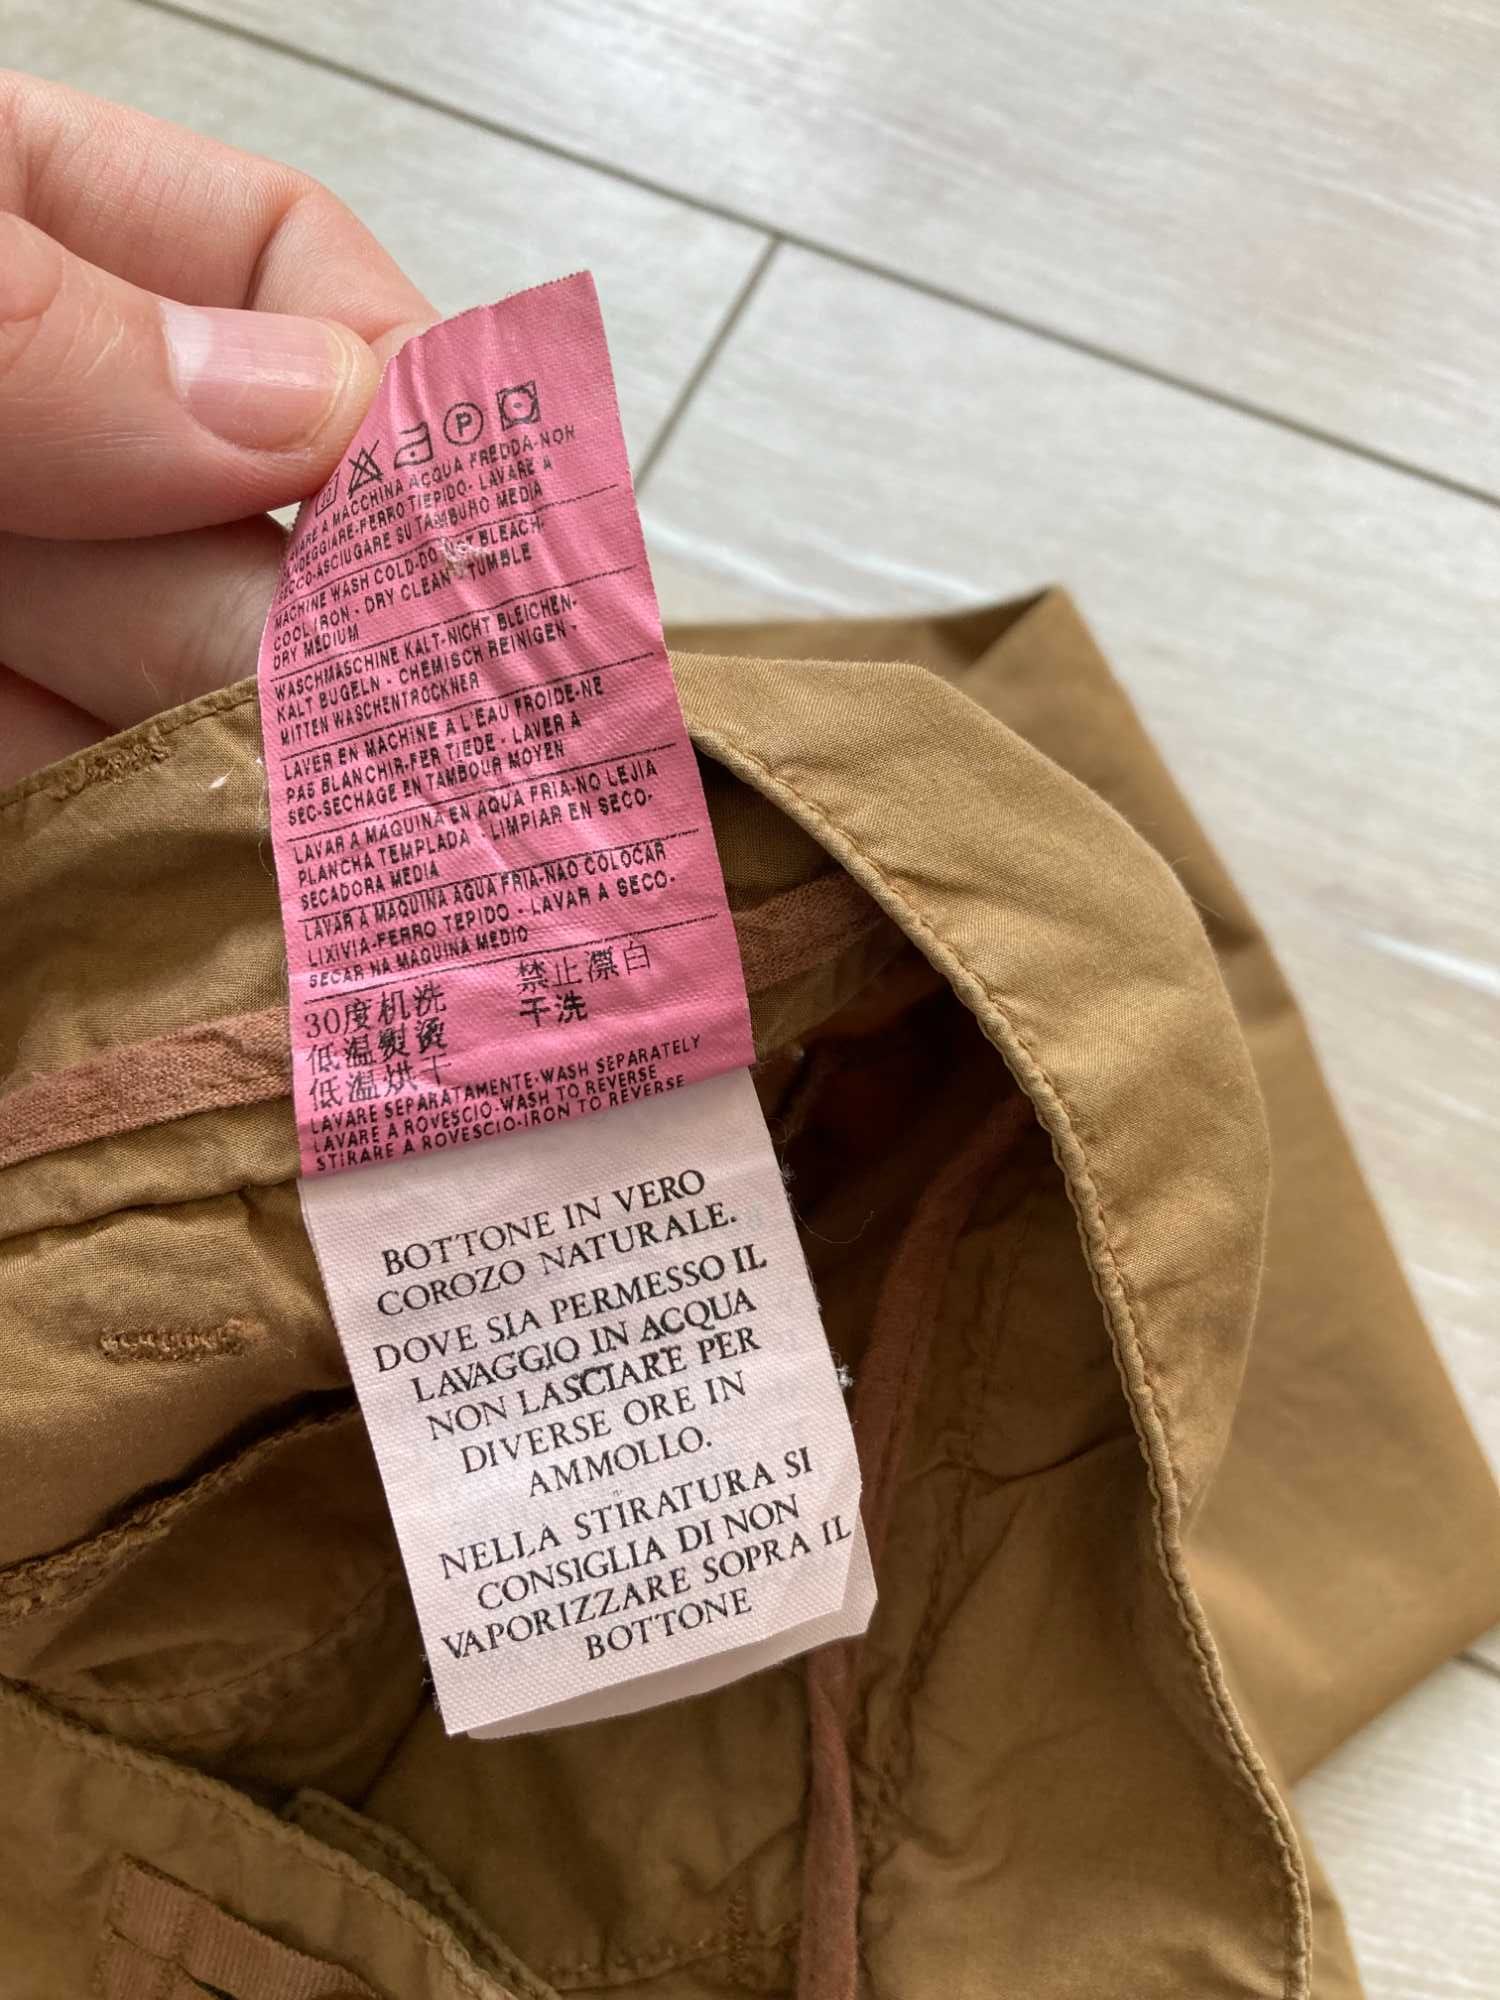 30
P
LAVARE A MACCHINA ACQUA FREDDA-NON
CANDEGGIARE-FERRO TIEPIDO- LAVARE A
SECCO-ASCIUGARE SU TAMBURO MEDIA
MACHINE WASH COLD-DO NOT BLEACH-
COOL IRON - DRY CLEAN - TUMBLE
DRY MEDIUM
WASCHMASCHINE KALT-NICHT BLEICHEN-
KALT BUGELN - CHEMISCH REINIGEN -
MITTEN WASCHENTROCKNER
LAVER EN MACHINE A L'EAU FROIDE-NE
PAS BLANCHIR-FER TIEDE - LAVER A
SEC-SECHAGE EN TAMBOUR MOYEN
LAVAR A MAQUINA EN AQUA FRIA-NO LEJIA
PLANCHA TEMPLADA - LIMPIAR EN SECO-
SECADORA MEDIA
LAVAR A MAQUINA AGUA FRIA-NAO COLOCAR
LIXIVIA-FERRO TEPIDO - LAVAR A SECO-
SECAR NA MAQUINA MEDIO
30度机洗 禁止漂白
低温熨烫 干洗
低温烘干
LAVARE SEPARATAMENTE-WASH SEPARATELY
LAVARE A ROVESCIO-WASH TO REVERSE
STIRARE A ROVESCIO-IRON TO REVERSE
BOTTONE IN VERO
COROZO NATURALE.
DOVE SIA PERMESSO IL
LAVAGGIO IN ACQUA
NON LASCIARE PER
DIVERSE ORE IN
AMMOLLO.
NELLA STIRATURA SI
CONSIGLIA DI NON
VAPORIZZARE SOPRA IL
BOTTONE